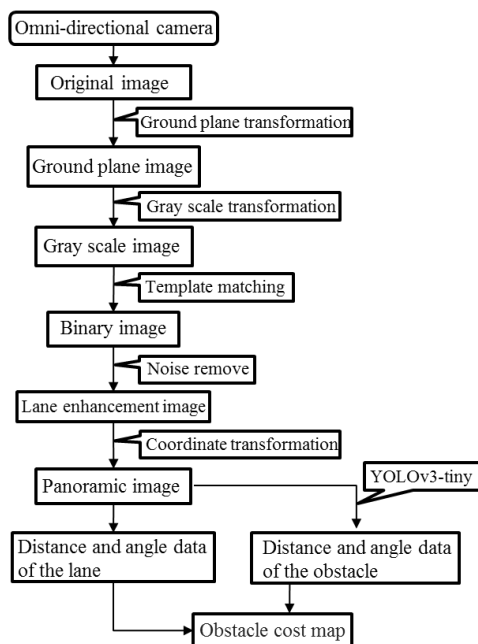 Omni-directional camera
Original image
Ground plane transformation
Ground plane image
Gray scale transformation
Gray scale image
Template matching
Binary image
Noise remove
Lane enhancement image
Coordinate transformation
Panoramic image
YOLOv3-tiny
Distance and angle data
of the lane
Distance and angle data
of the obstacle
Obstacle cost map